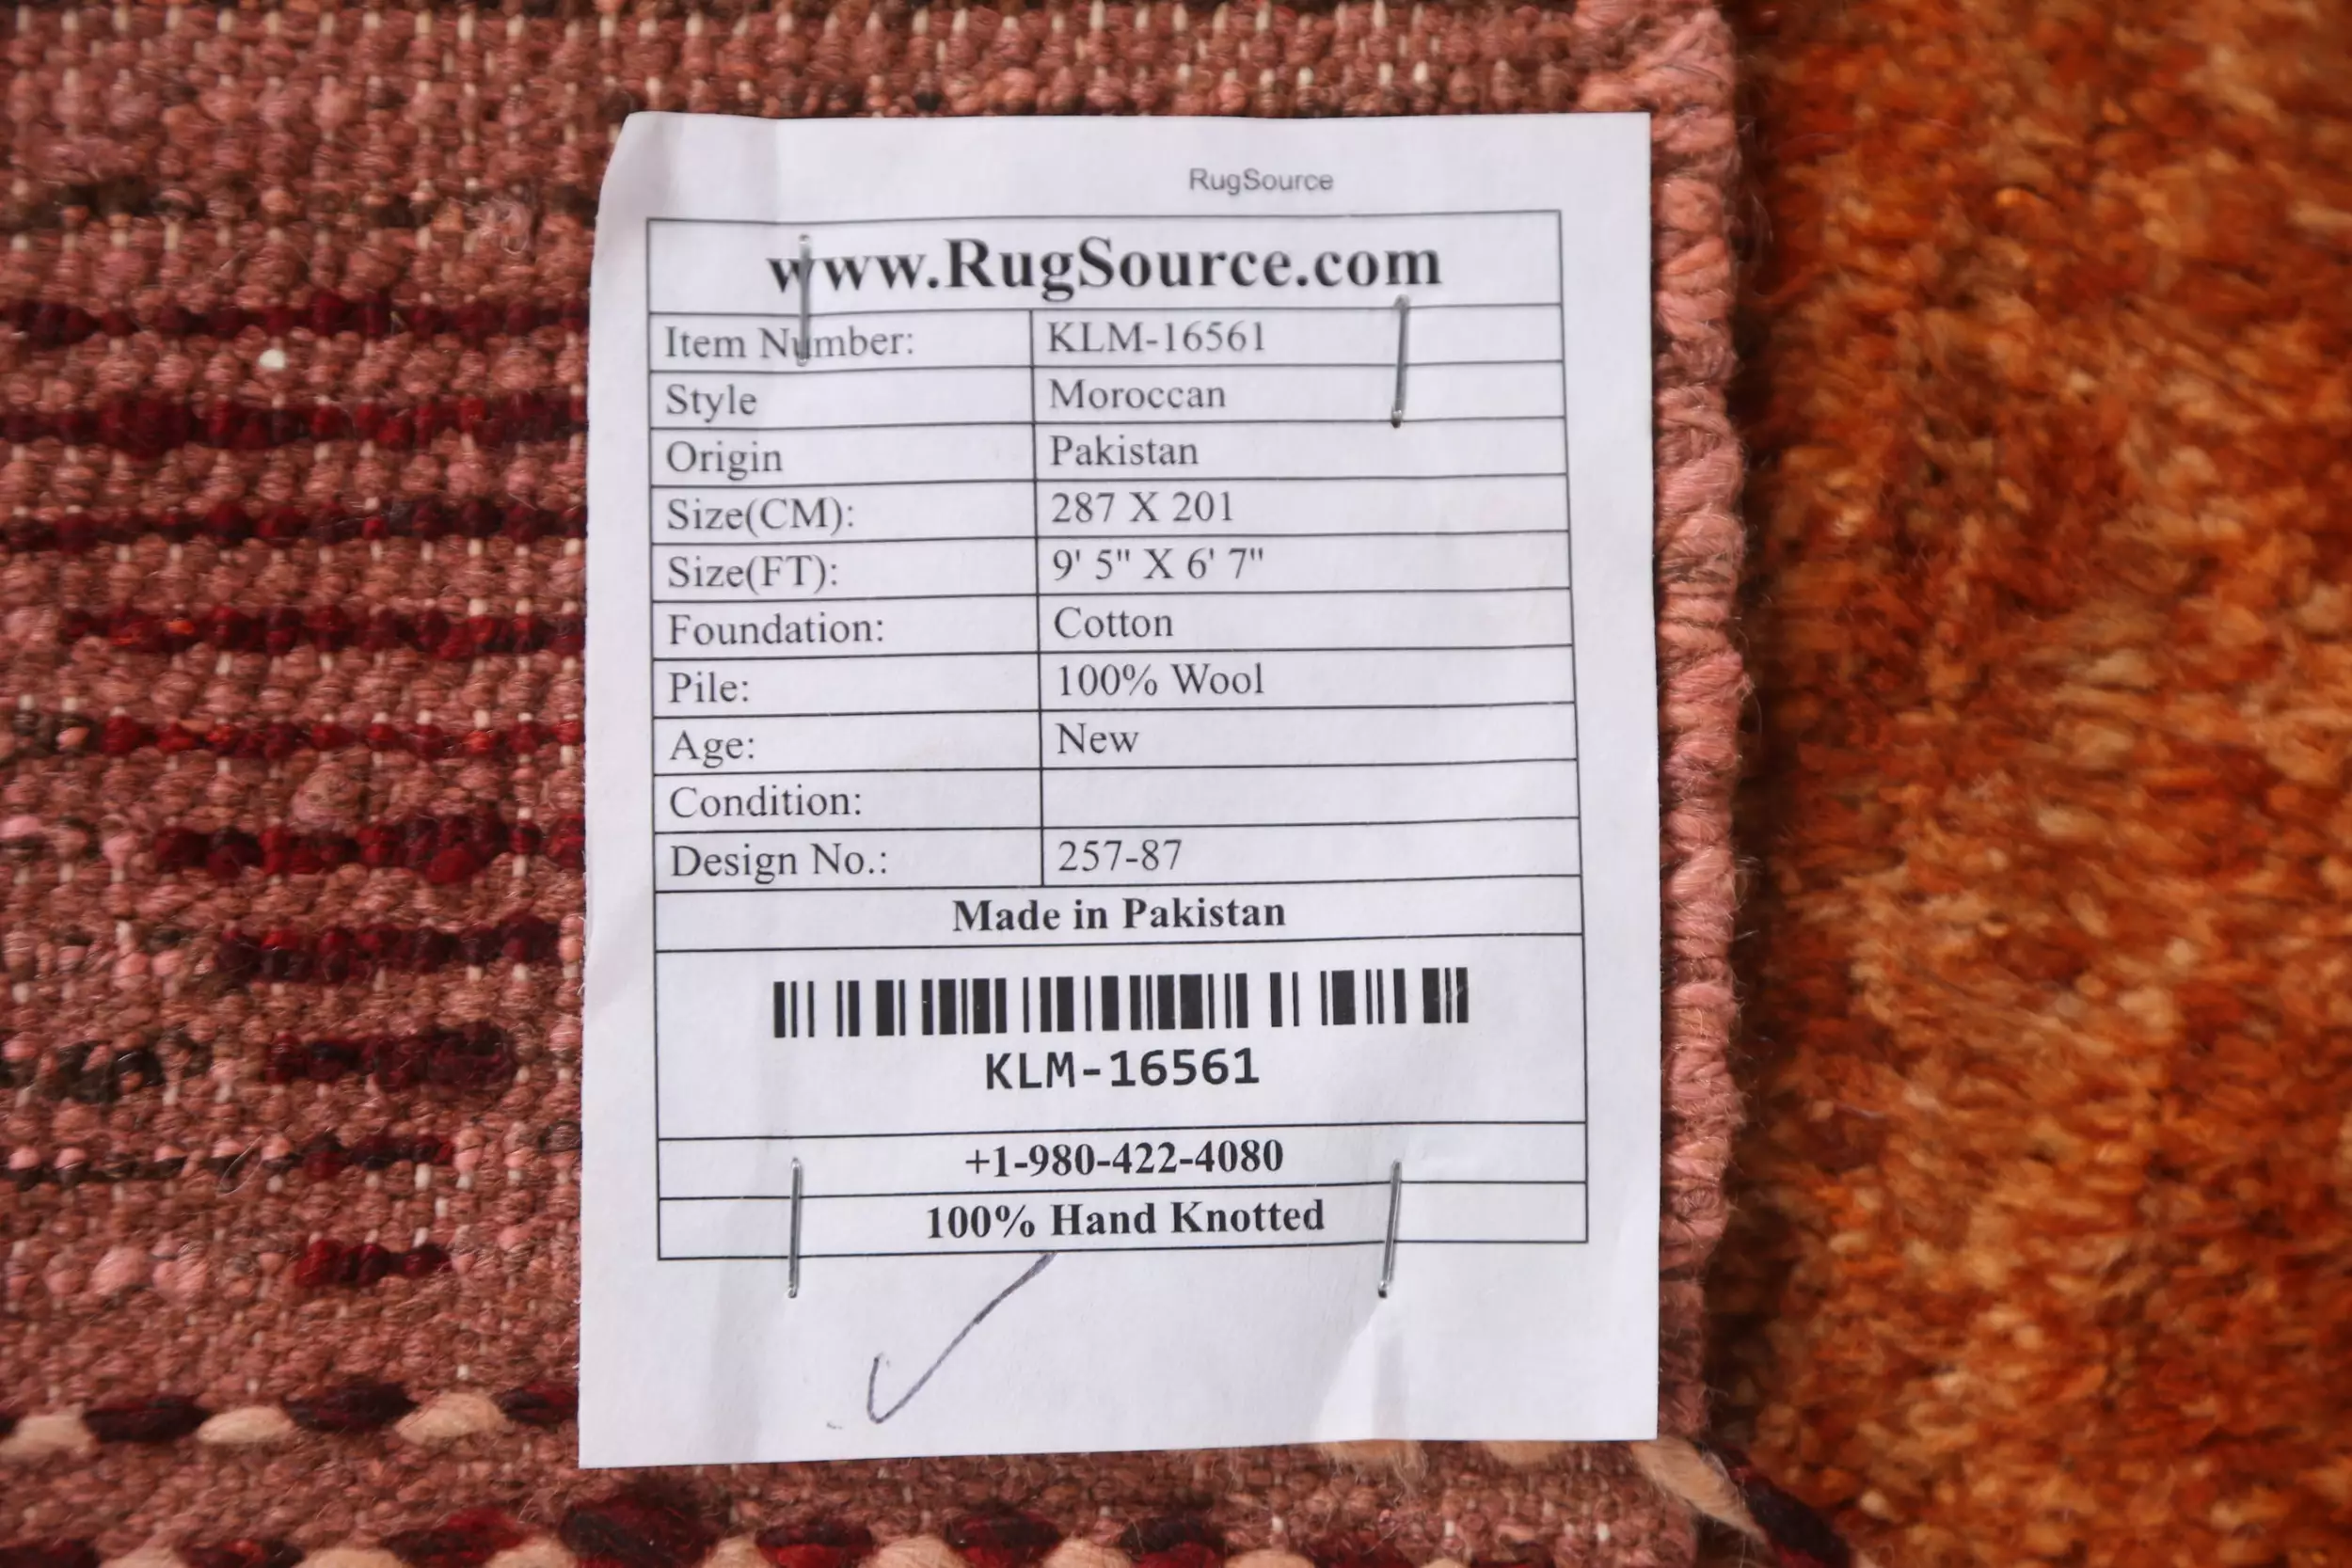 RugSource
www.RugSource.com
Item Number: KLM-16561
Style Moroccan
Origin Pakistan
Size(CM): 287 X 201
Size(FT): 9' 5" X 6' 7"
Foundation: Cotton
Pile: 100% Wool
Age: New
Condition:
Design No.: 257-87
Made in Pakistan
KLM-16561
+1-980-422-4080
100% Hand Knotted